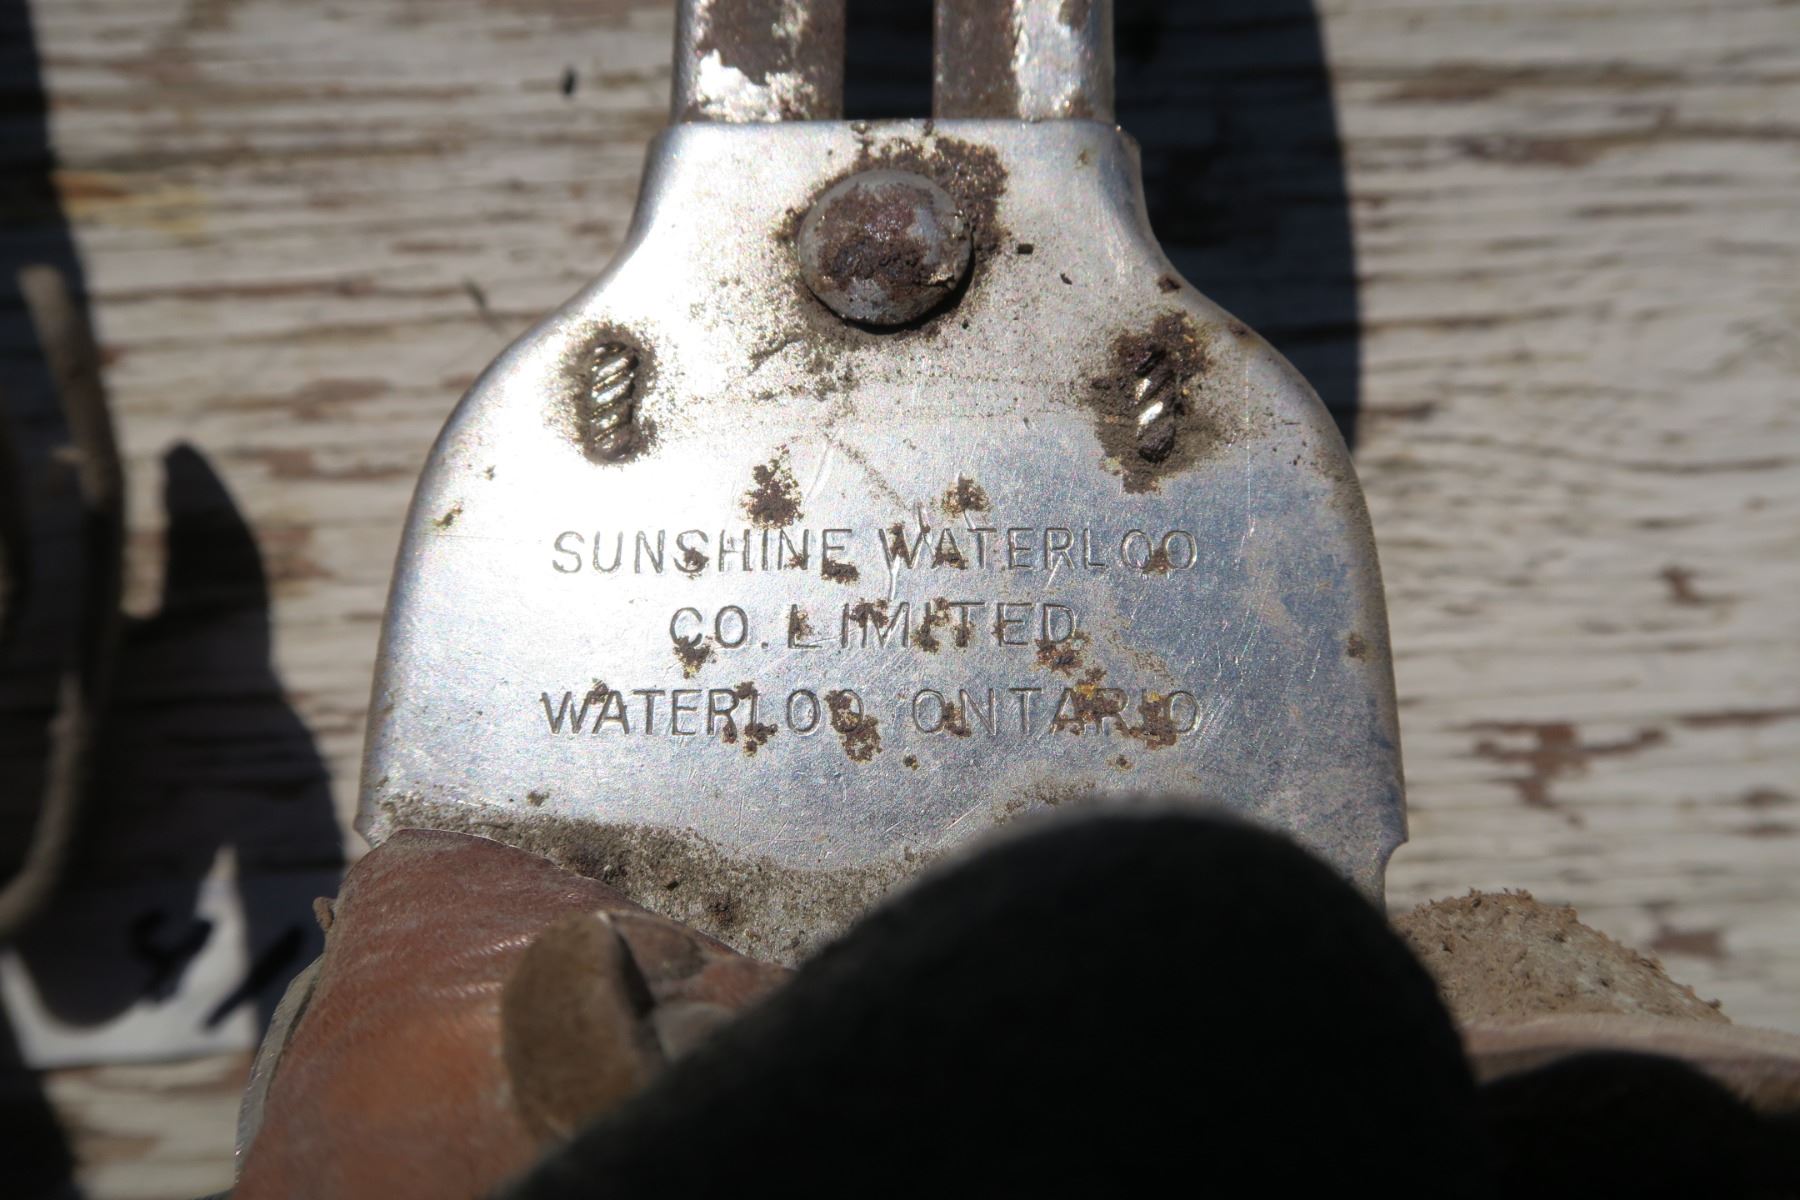 SUNSHINE WATERLOO
CO. LIMITED
WATERLOO ONTARIO